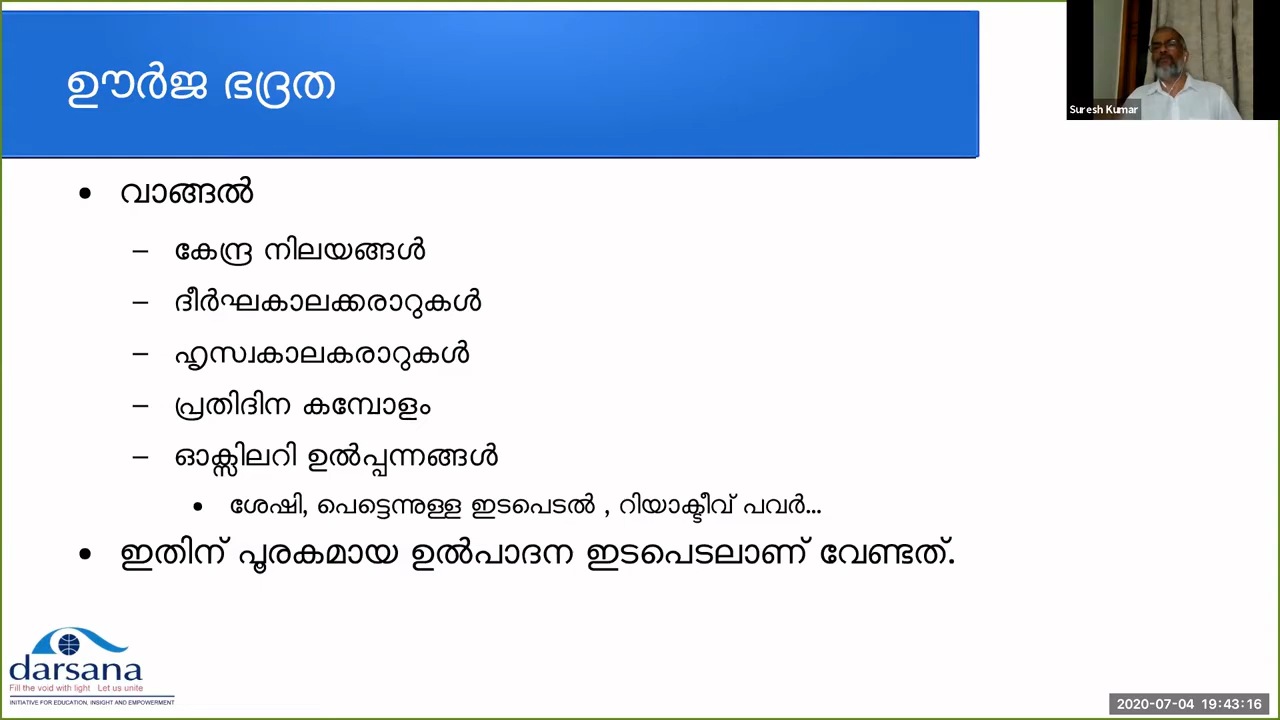 ഊർജ ഭദ്രത
Suresh Kumar
• വാങ്ങൽ
– കേന്ദ്ര നിലയങ്ങൾ
– ദീർഘകാലക്കരാറുകൾ
– ഹ്രസ്വകാലകരാറുകൾ
– പ്രതിദിന കമ്പോളം
– ഓക്സിലറി ഉൽപ്പന്നങ്ങൾ
• ശേഷി, പെട്ടെന്നുള്ള ഇടപെടൽ , റിയാക്ടീവ് പവർ...
• ഇതിന് പൂരകമായ ഉൽപാദന ഇടപെടലാണ് വേണ്ടത്.
darsana
Fill the void with light Let us unite
INITIATIVE FOR EDUCATION, INSIGHT AND EMPOWERMENT
2020-07-04 19:43:16